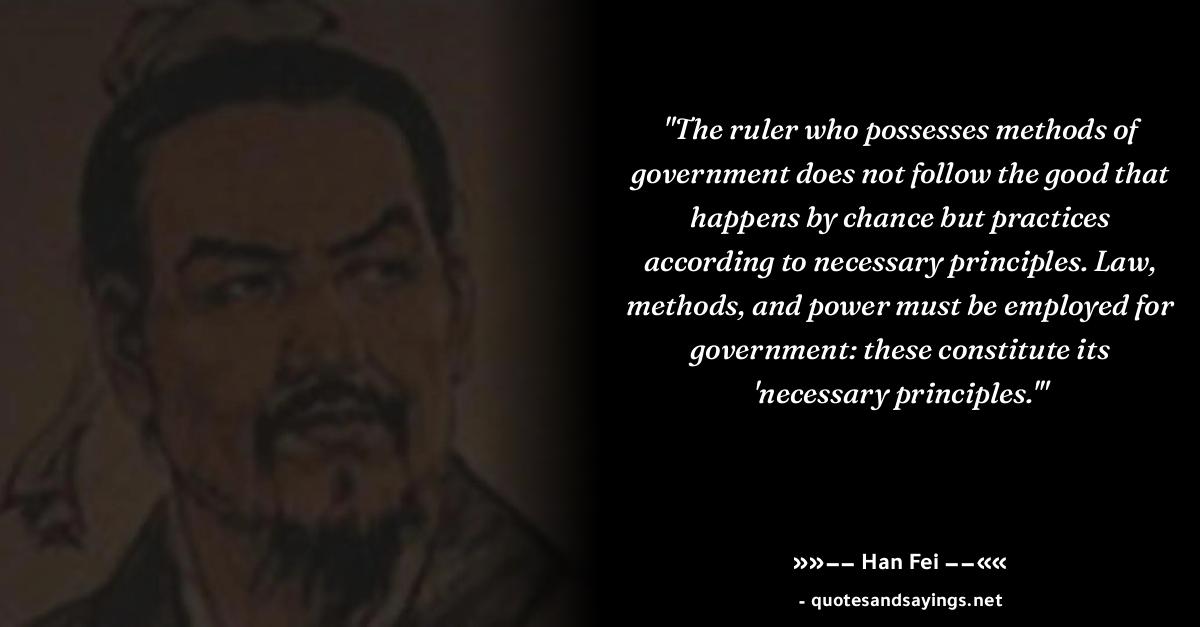 "The ruler who possesses methods of
government does not follow the good that
happens by chance but practices
according to necessary principles. Law,
methods, and power must be employed for
government: these constitute its
'necessary principles.'"
»»–– Han Fei ––««
- quotesandsayings.net